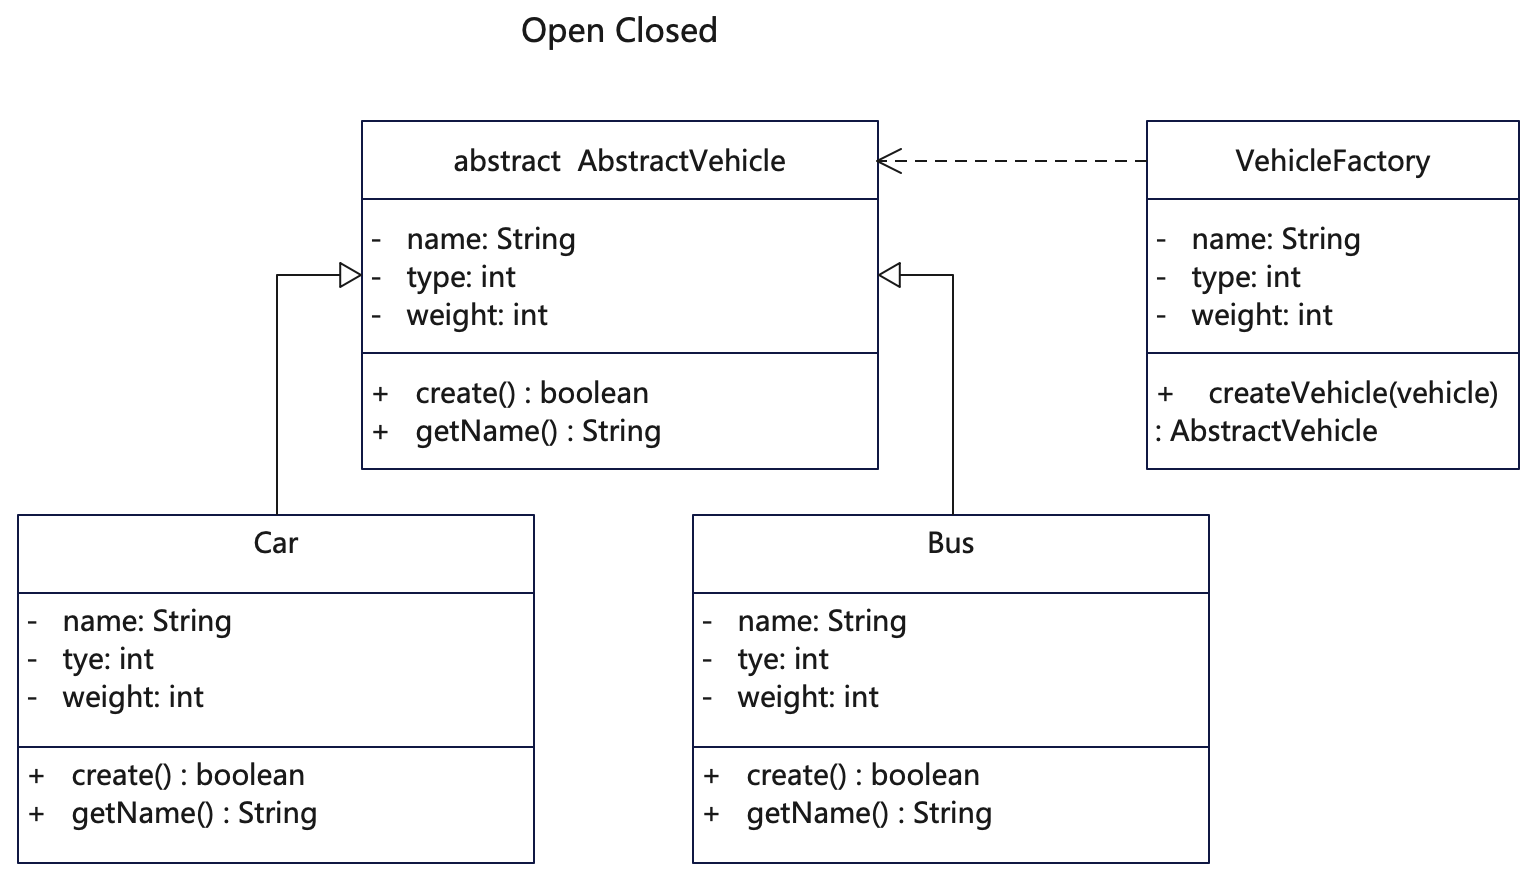 Open Closed
abstract  AbstractVehicle
- name: String
- type: int
- weight: int
+ create() : boolean
+ getName() : String
VehicleFactory
- name: String
- type: int
- weight: int
+ createVehicle(vehicle)
: AbstractVehicle
Car
- name: String
- tye: int
- weight: int
+ create() : boolean
+ getName() : String
Bus
- name: String
- tye: int
- weight: int
+ create() : boolean
+ getName() : String